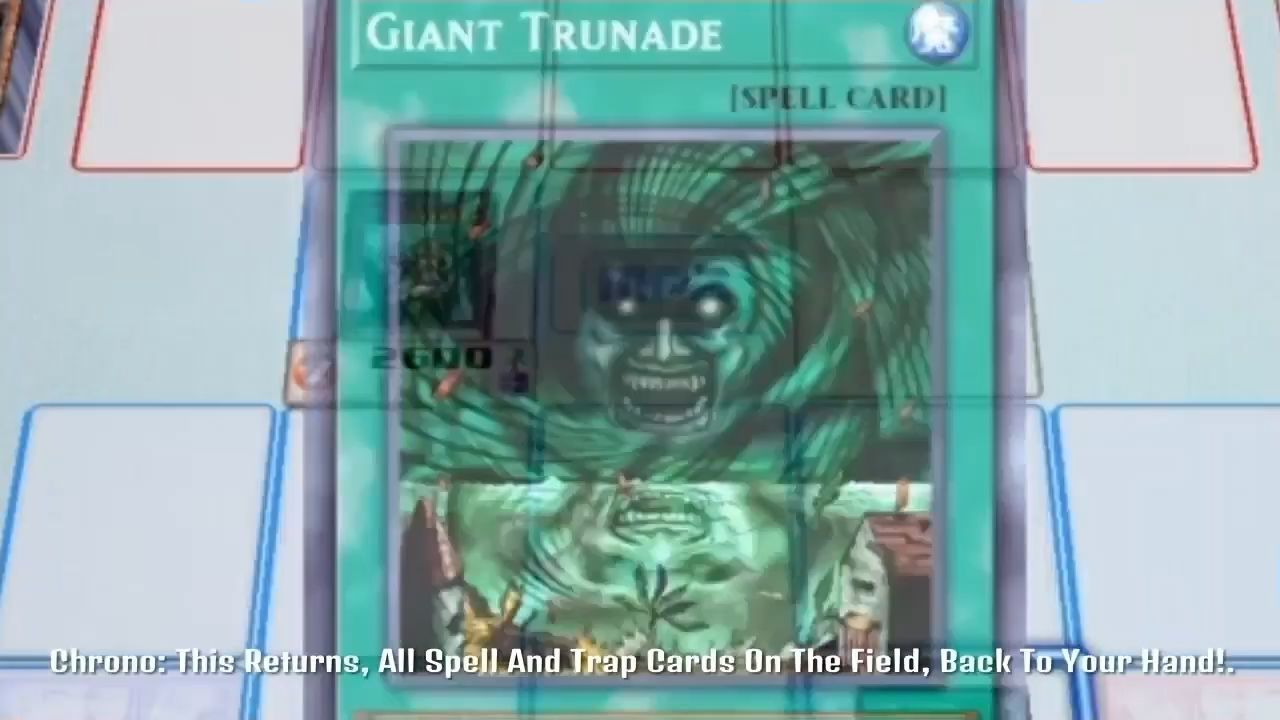 GIANT TRUNADE
[SPELL CARD]
2600
Chrono: This Returns, All Spell And Trap Cards On The Field, Back To Your Hand!.